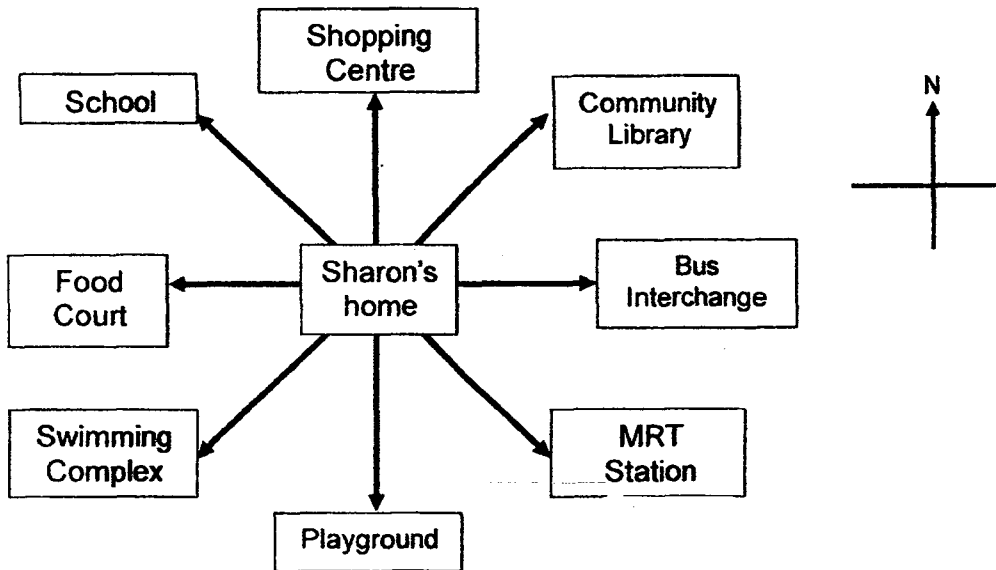 Shopping
Centre
School
Community
Library
N
Food
Court
Sharon's
home
Bus
Interchange
Swimming
Complex
MRT
Station
Playground